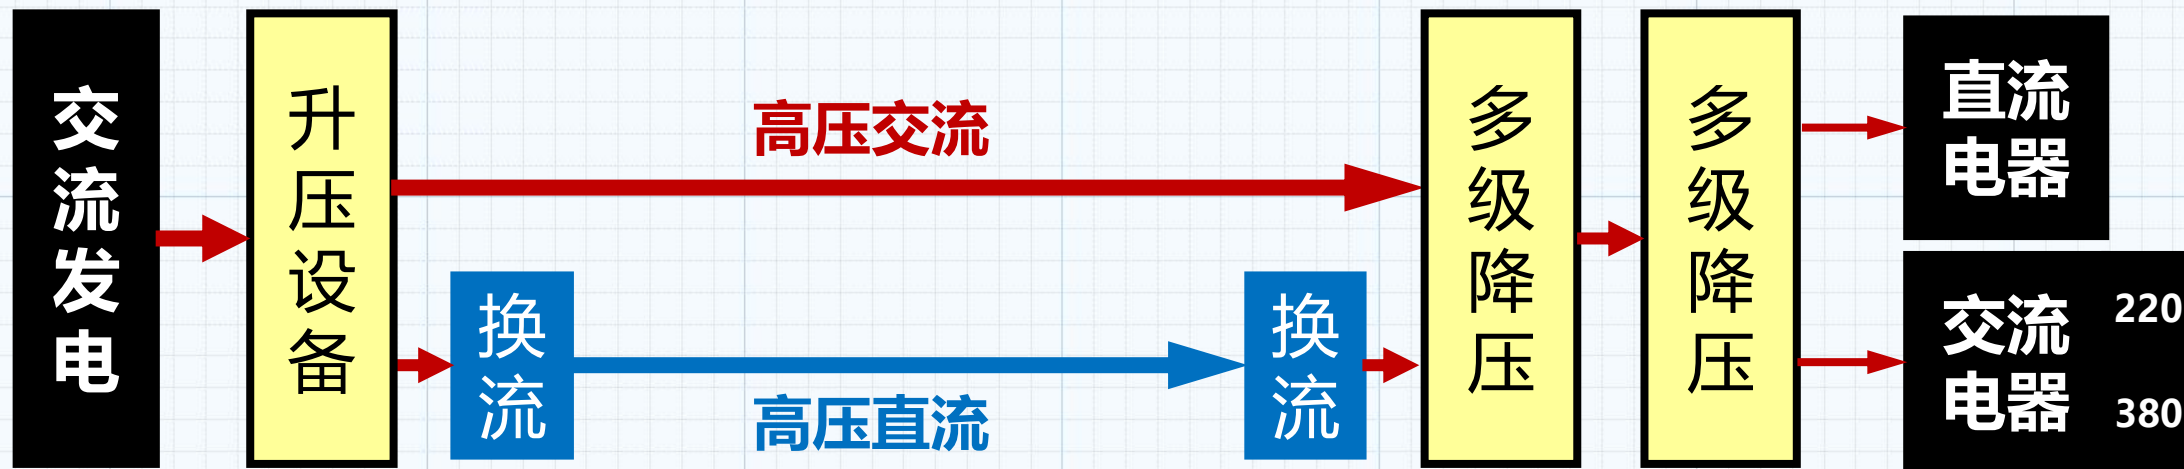 交流发电
升压设备
高压交流
换流
高压直流
换流
多级降压
多级降压
直流
电器
交流
电器
220
380